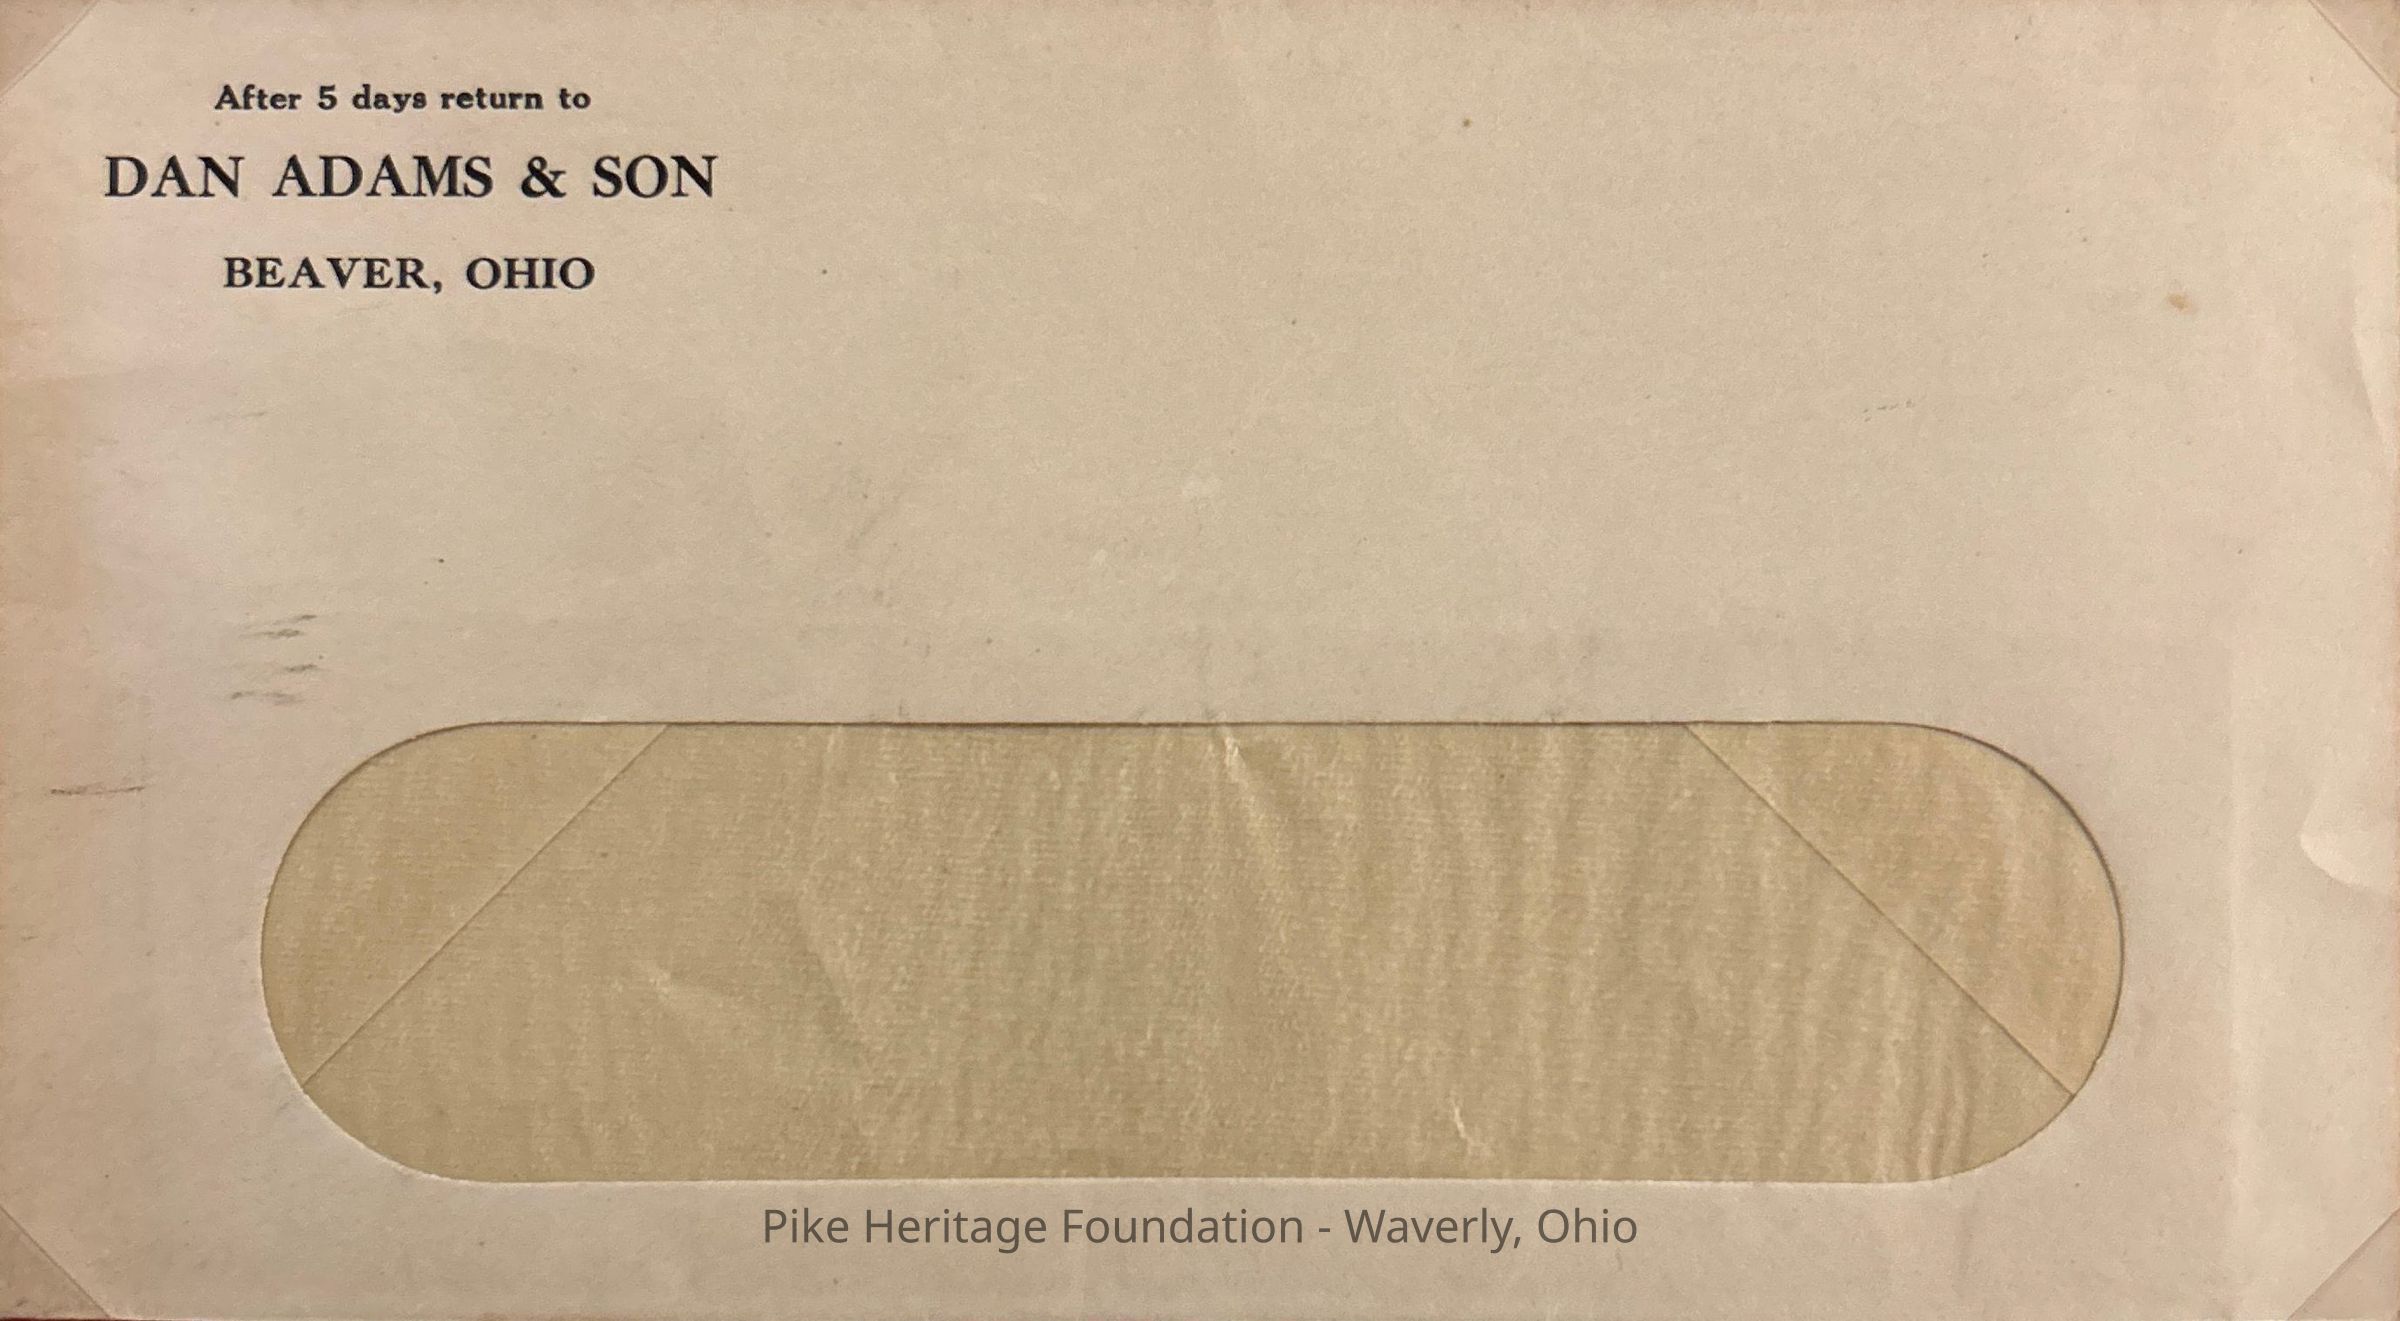 After 5 days return to
DAN ADAMS & SON
BEAVER, OHIO
Pike Heritage Foundation - Waverly, Ohio